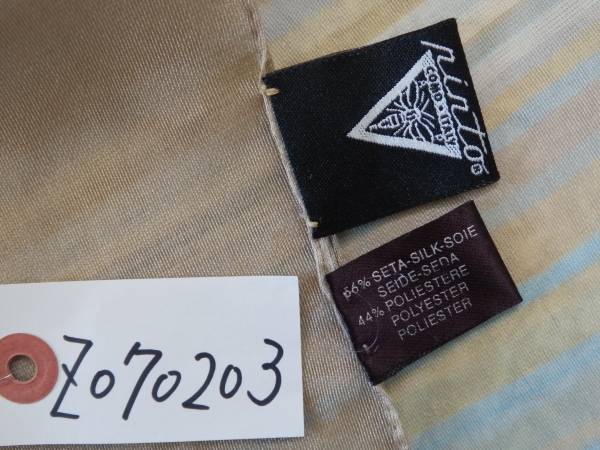 pinto
COMO ITALY
56% SETA-SILK-SOIE
SEIDE-SEDA
44% POLIESTERE
POLYESTER
POLIESTER
Z070203